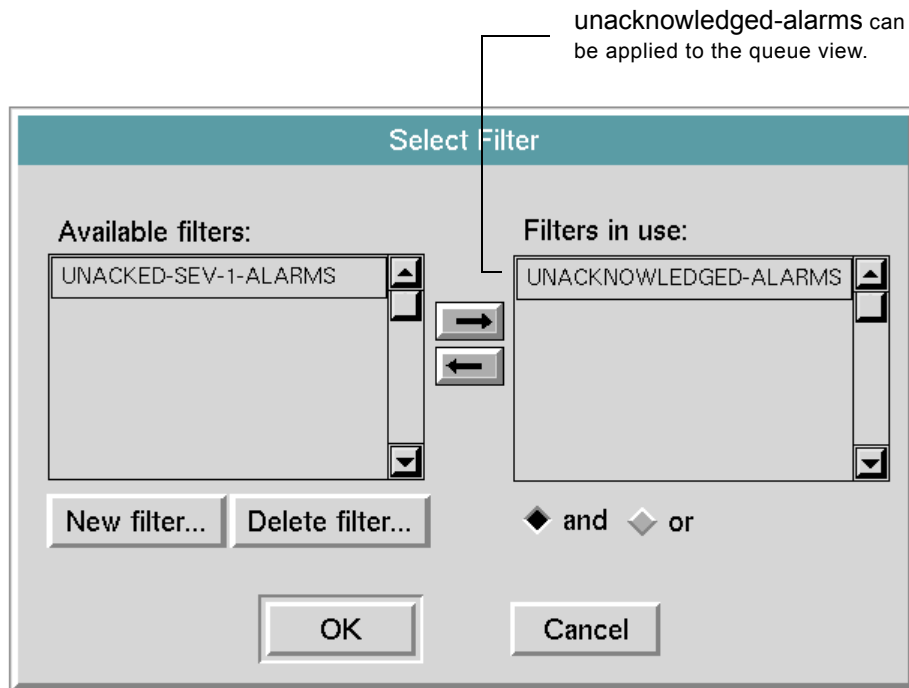 unacknowledged-alarms can
be applied to the queue view.
Select Filter
Available filters:
UNACKED-SEV-1-ALARMS
Filters in use:
UNACKNOWLEDGED-ALARMS
New filter...
Delete filter...
and
or
OK
Cancel